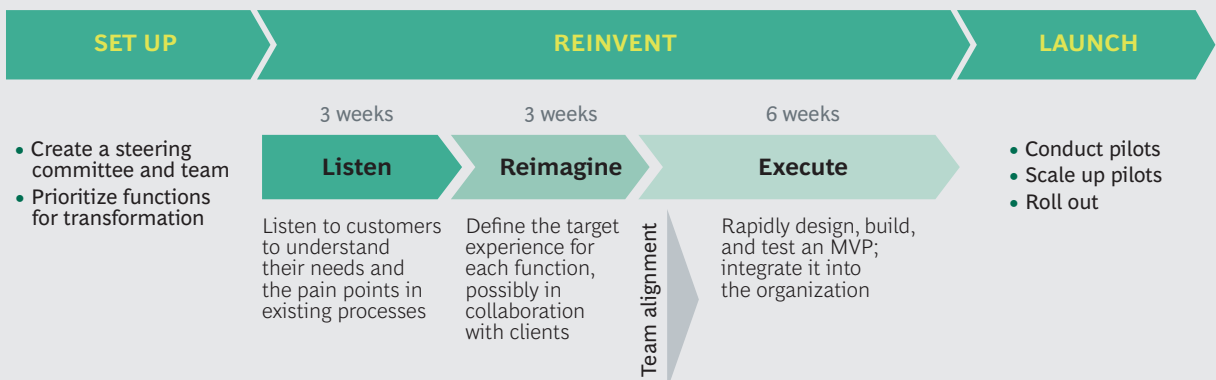 SET UP
REINVENT
LAUNCH
3 weeks
3 weeks
6 weeks
• Create a steering
committee and team
• Prioritize functions
for transformation
Listen
Reimagine
Execute
• Conduct pilots
• Scale up pilots
• Roll out
Listen to customers
to understand
their needs and
the pain points in
existing processes
Define the target
experience for
each function,
possibly in
collaboration
with clients
Team alignment
Rapidly design, build,
and test an MVP;
integrate it into
the organization